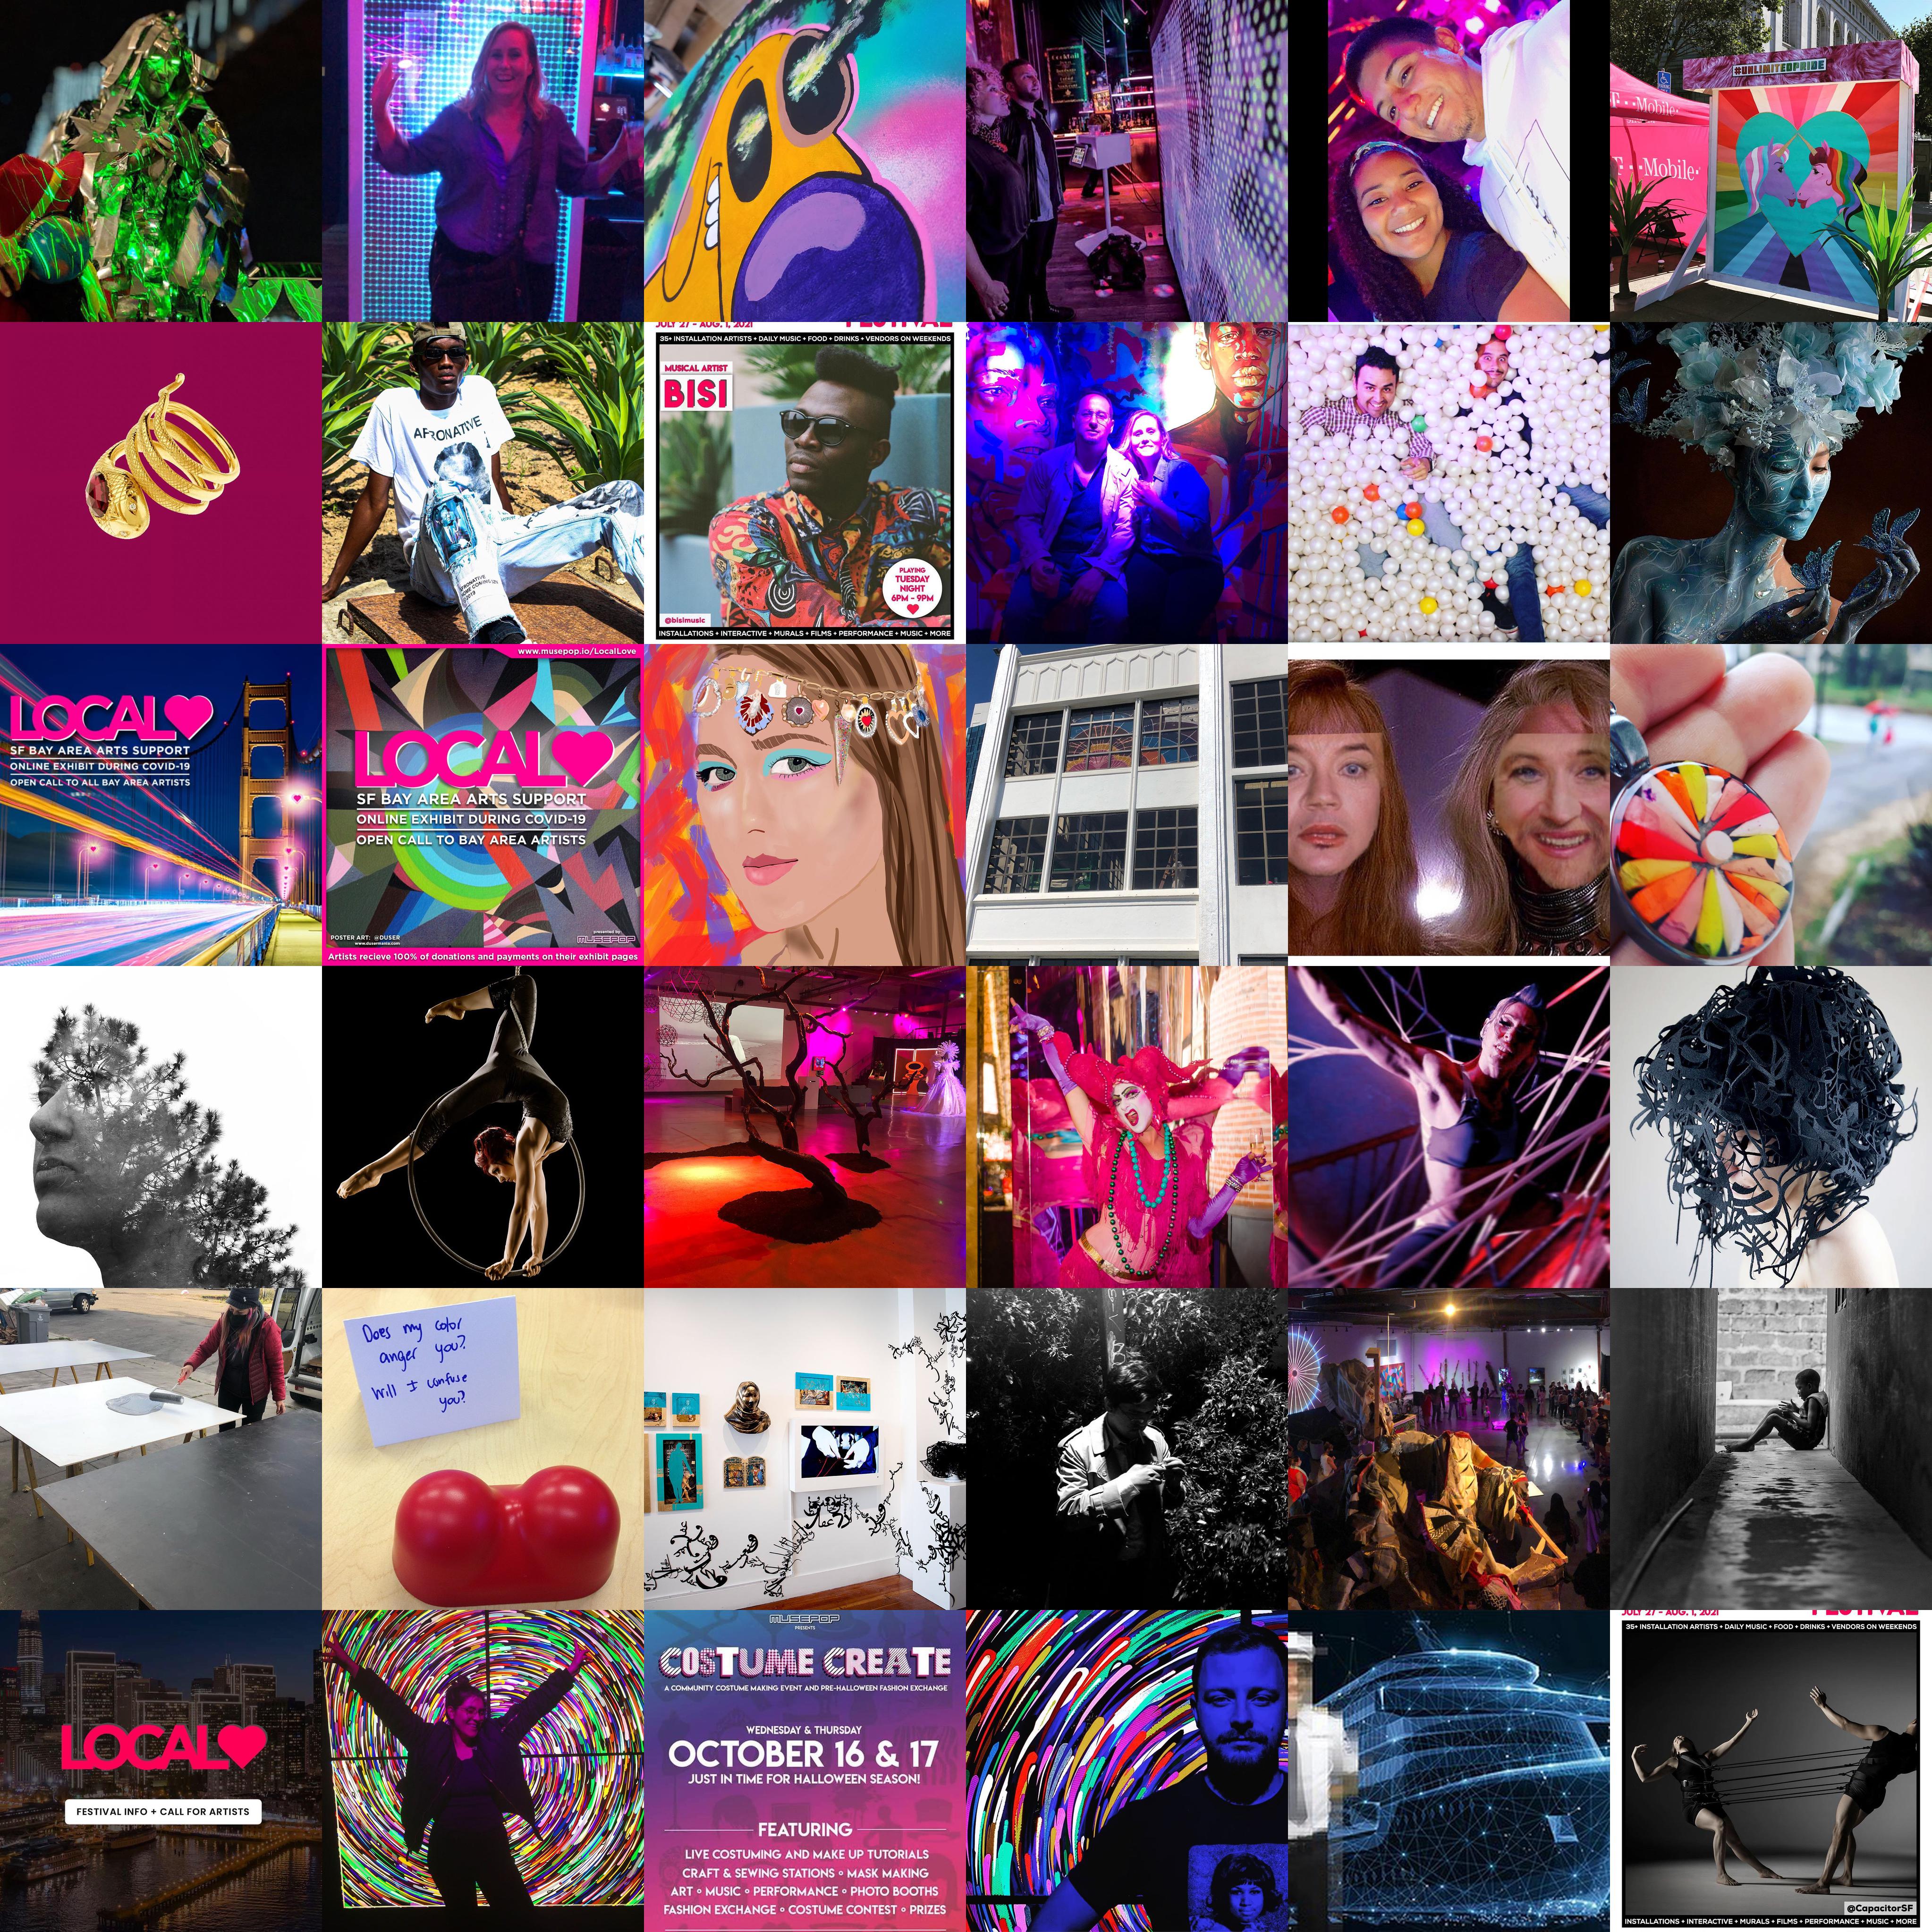 #UNLIMITEDPRIDE
T··Mobile·
T··Mobile·
AFRONATIVE
AFRONATIVE
HOME COMING
2019
JULY 27 - AUG. 1, 2021
FESTIVAL
35+ INSTALLATION ARTISTS + DAILY MUSIC + FOOD + DRINKS + VENDORS ON WEEKENDS
MUSICAL ARTIST
BISI
PLAYING
TUESDAY
NIGHT
6PM - 9PM
@bisimusic
INSTALLATIONS + INTERACTIVE + MURALS + FILMS + PERFORMANCE + MUSIC + MORE
LOCAL
SF BAY AREA ARTS SUPPORT
ONLINE EXHIBIT DURING COVID-19
OPEN CALL TO ALL BAY AREA ARTISTS
www.musepop.io/LocalLove
LOCAL
SF BAY AREA ARTS SUPPORT
ONLINE EXHIBIT DURING COVID-19
OPEN CALL TO BAY AREA ARTISTS
POSTER ART: @DUSER
www.dusermania.com
presented by
MUSEPOP
Artists recieve 100% of donations and payments on their exhibit pages
Does my color
anger you?
Will I confuse
you?
LOCAL
FESTIVAL INFO + CALL FOR ARTISTS
MUSEPOP
PRESENTS
COSTUME CREATE
A COMMUNITY COSTUME MAKING EVENT AND PRE-HALLOWEEN FASHION EXCHANGE
WEDNESDAY & THURSDAY
OCTOBER 16 & 17
JUST IN TIME FOR HALLOWEEN SEASON!
FEATURING
LIVE COSTUMING AND MAKE UP TUTORIALS
CRAFT & SEWING STATIONS • MASK MAKING
ART • MUSIC • PERFORMANCE • PHOTO BOOTHS
FASHION EXCHANGE • COSTUME CONTEST • PRIZES
JULY 27 - AUG. 1, 2021
FESTIVAL
35+ INSTALLATION ARTISTS + DAILY MUSIC + FOOD + DRINKS + VENDORS ON WEEKENDS
@CapacitorSF
INSTALLATIONS + INTERACTIVE + MURALS + FILMS + PERFORMANCE + MUSIC + MORE